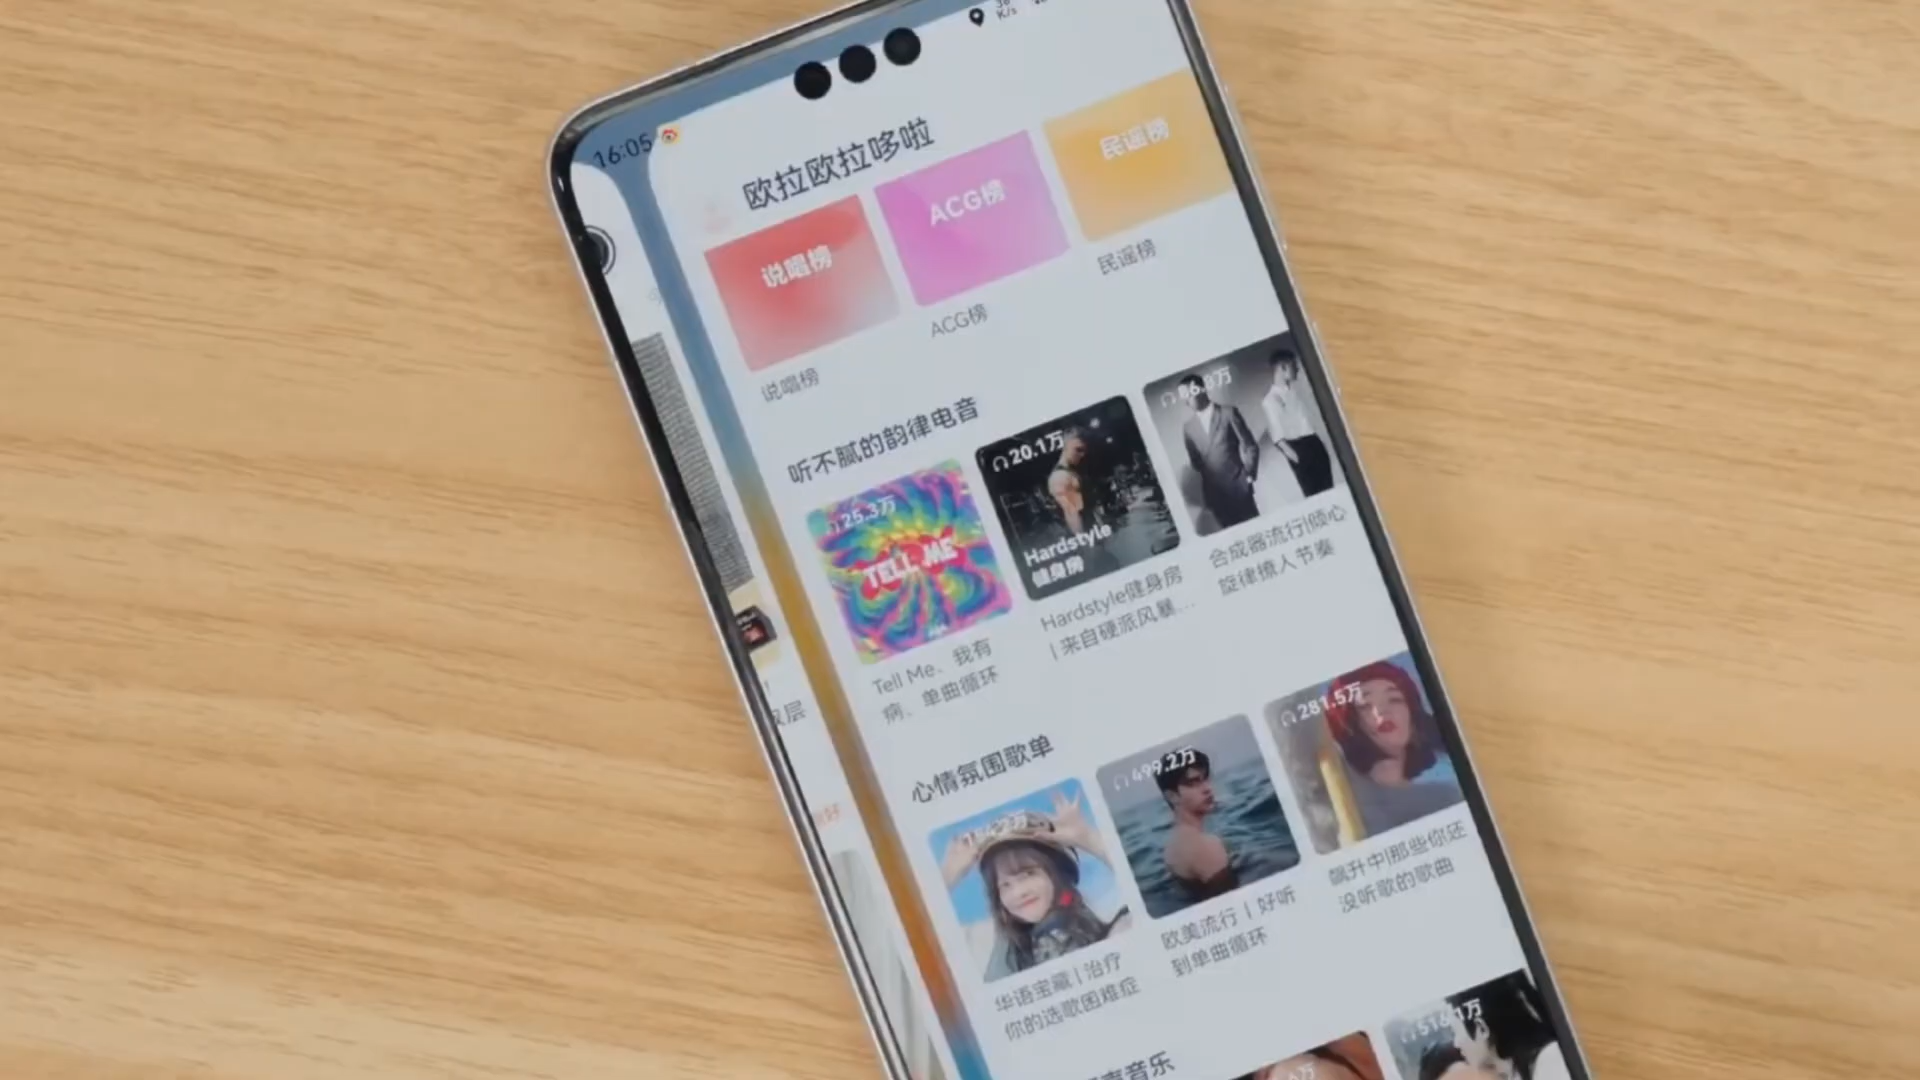 16:05
K/s
欧拉欧拉哆啦
说唱榜
ACG榜
民谣榜
说唱榜
ACG榜
民谣榜
听不腻的韵律电音
25.3万
TELL ME
20.1万
Hardstyle
健身房
86.8万
Tell Me、我有
病、单曲循环
Hardstyle健身房
| 来自硬派风暴...
合成器流行|倾心
旋律撩人节奏
心情氛围歌单
499.2万
281.5万
华语宝藏 | 治疗
你的选歌困难症
欧美流行 | 好听
到单曲循环
飙升中|那些你还
没听歌的歌曲
516.1万
音乐